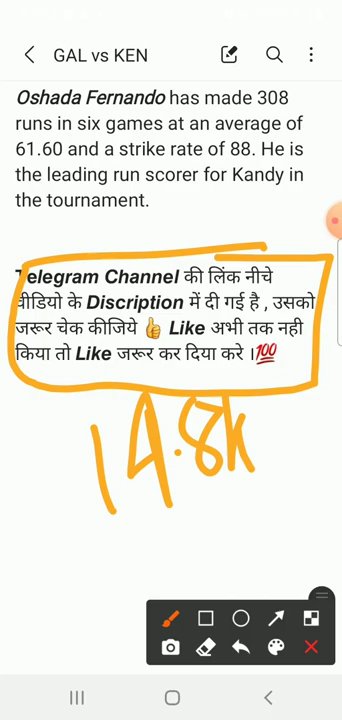 GAL vs KEN
Oshada Fernando has made 308
runs in six games at an average of
61.60 and a strike rate of 88. He is
the leading run scorer for Kandy in
the tournament.
Telegram Channel की लिंक नीचे
वीडियो के Discription में दी गई है , उसको
जरूर चेक कीजिये 👍 Like अभी तक नही
किया तो Like जरूर कर दिया करे ।💯
14.8k